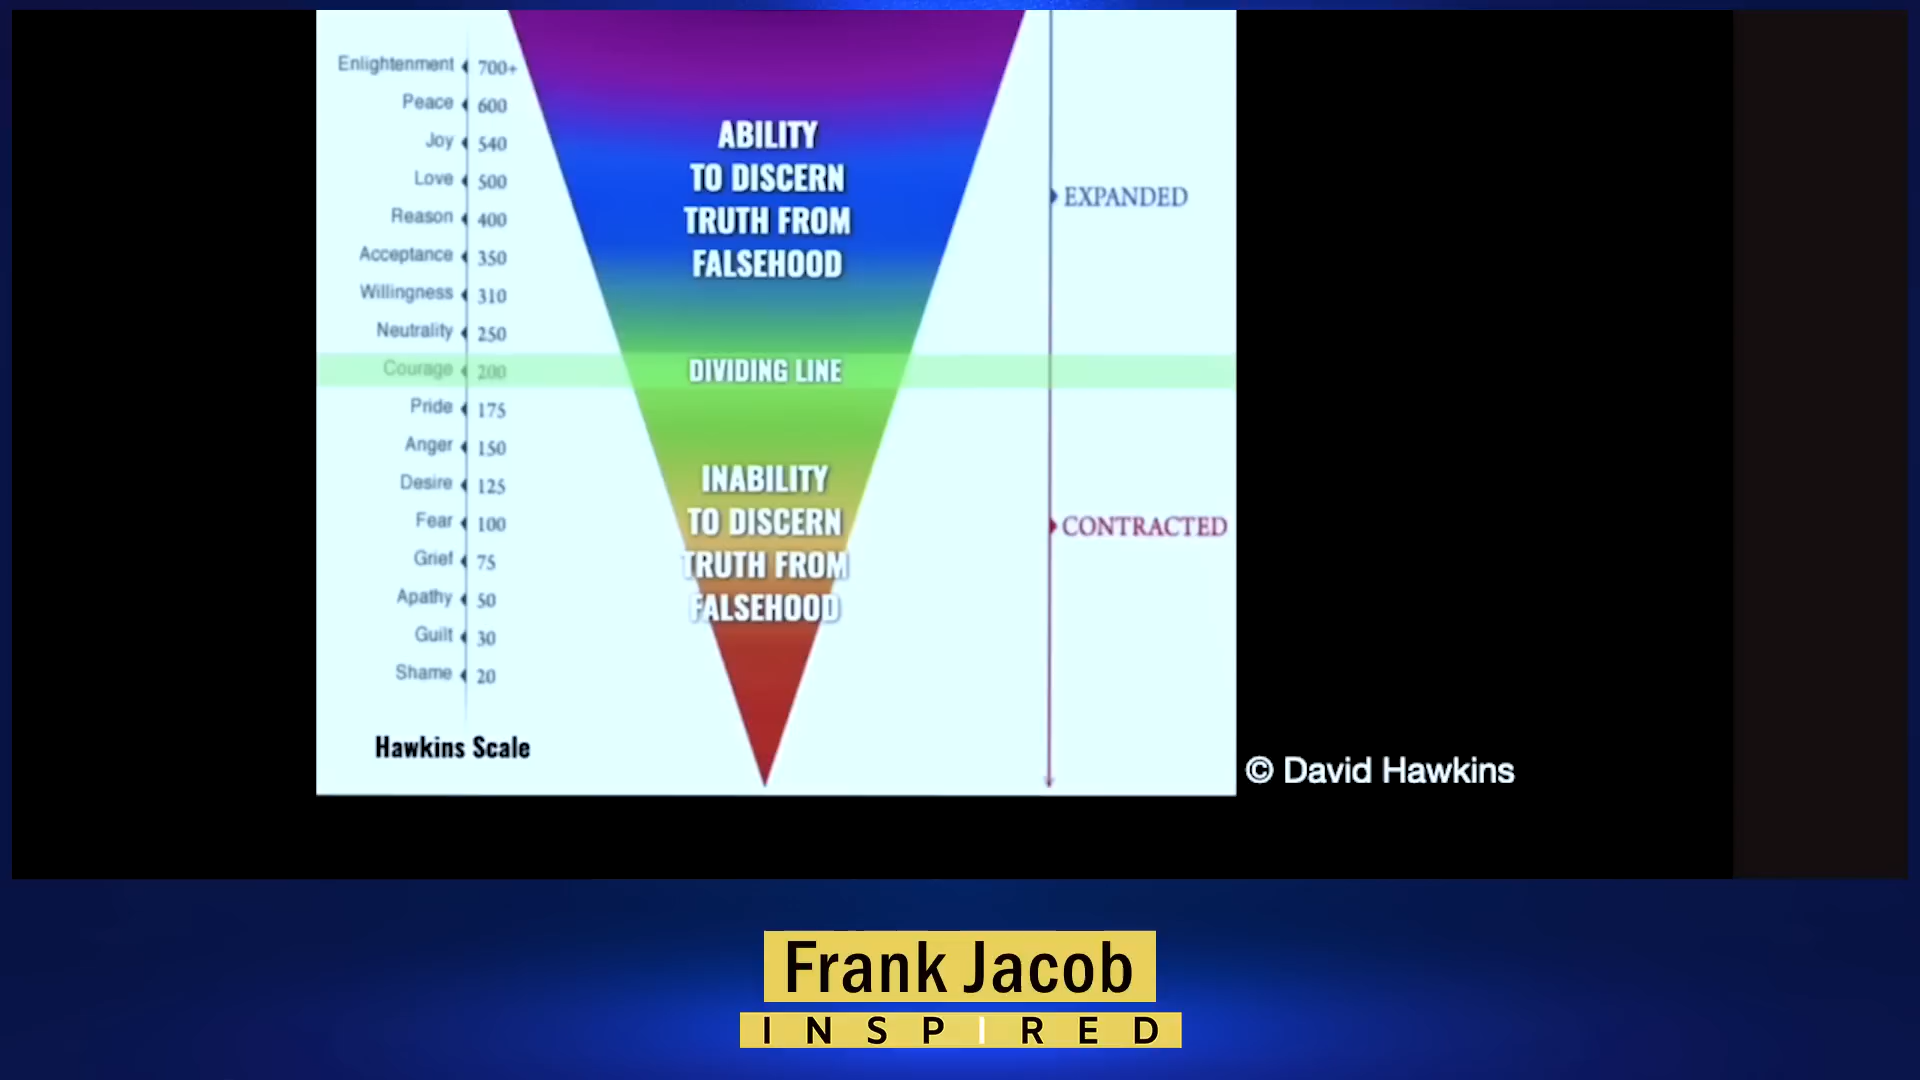 Enlightenment 700+
Peace 600
Joy 540
Love 500
Reason 400
Acceptance 350
Willingness 310
Neutrality 250
Courage 200
Pride 175
Anger 150
Desire 125
Fear 100
Grief 75
Apathy 50
Guilt 30
Shame 20
Hawkins Scale
ABILITY
TO DISCERN
TRUTH FROM
FALSEHOOD
DIVIDING LINE
INABILITY
TO DISCERN
TRUTH FROM
FALSEHOOD
EXPANDED
CONTRACTED
© David Hawkins
Frank Jacob
INSPIRED